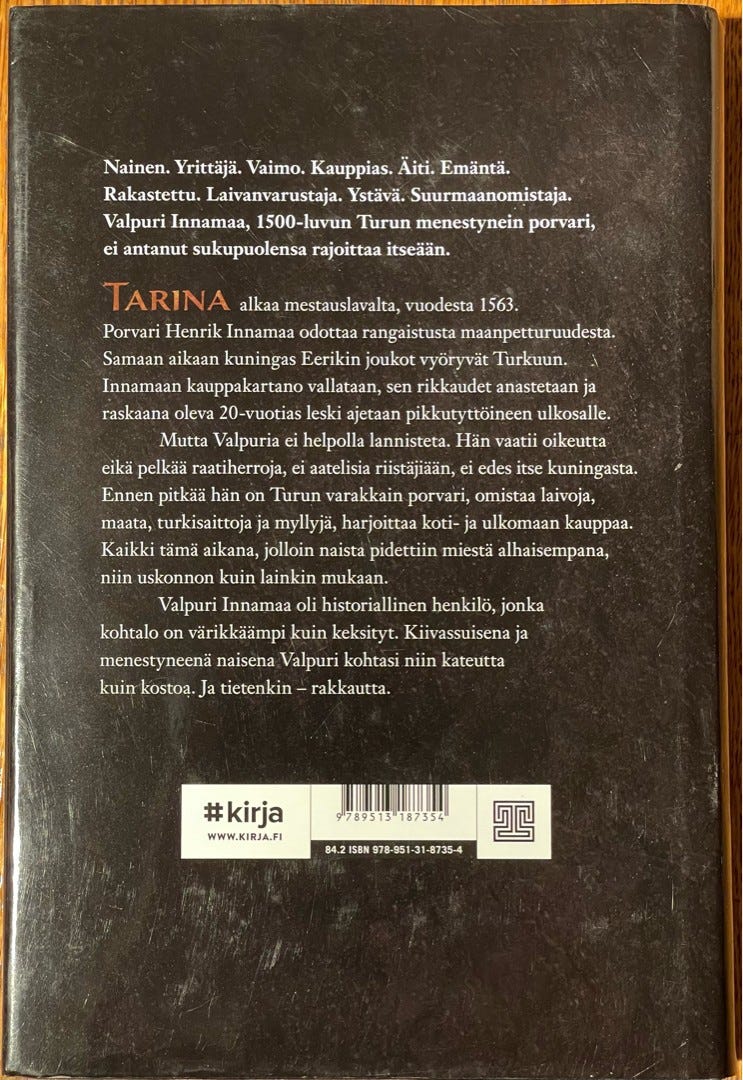 Nainen. Yrittäjä. Vaimo. Kauppias. Äiti. Emäntä.
Rakastettu. Laivanvarustaja. Ystävä. Suurmaanomistaja.
Valpuri Innamaa, 1500-luvun Turun menestynein porvari,
ei antanut sukupuolensa rajoittaa itseään.
TARINA alkaa mestauslavalta, vuodesta 1563.
Porvari Henrik Innamaa odottaa rangaistusta maanpetturuudesta.
Samaan aikaan kuningas Eerikin joukot vyöryvät Turkuun.
Innamaan kauppakartano vallataan, sen rikkaudet anastetaan ja
raskaana oleva 20-vuotias leski ajetaan pikkutyttöineen ulkosalle.
Mutta Valpuria ei helpolla lannisteta. Hän vaatii oikeutta
eikä pelkää raatiherroja, ei aatelisia riistäjiään, ei edes itse kuningasta.
Ennen pitkää hän on Turun varakkain porvari, omistaa laivoja,
maata, turkisaittoja ja myllyjä, harjoittaa koti- ja ulkomaan kauppaa.
Kaikki tämä aikana, jolloin naista pidettiin miestä alhaisempana,
niin uskonnon kuin lainkin mukaan.
Valpuri Innamaa oli historiallinen henkilö, jonka
kohtalo on värikkäämpi kuin keksityt. Kiivassuisena ja
menestyneenä naisena Valpuri kohtasi niin kateutta
kuin kostoa. Ja tietenkin – rakkautta.
#kirja
WWW.KIRJA.FI
9789513187354
84.2 ISBN 978-951-31-8735-4